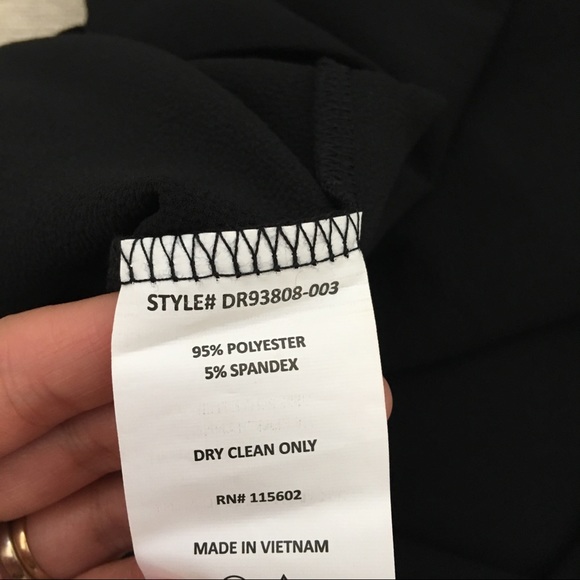 STYLE# DR93808-003
95% POLYESTER
5% SPANDEX
DRY CLEAN ONLY
RN# 115602
MADE IN VIETNAM